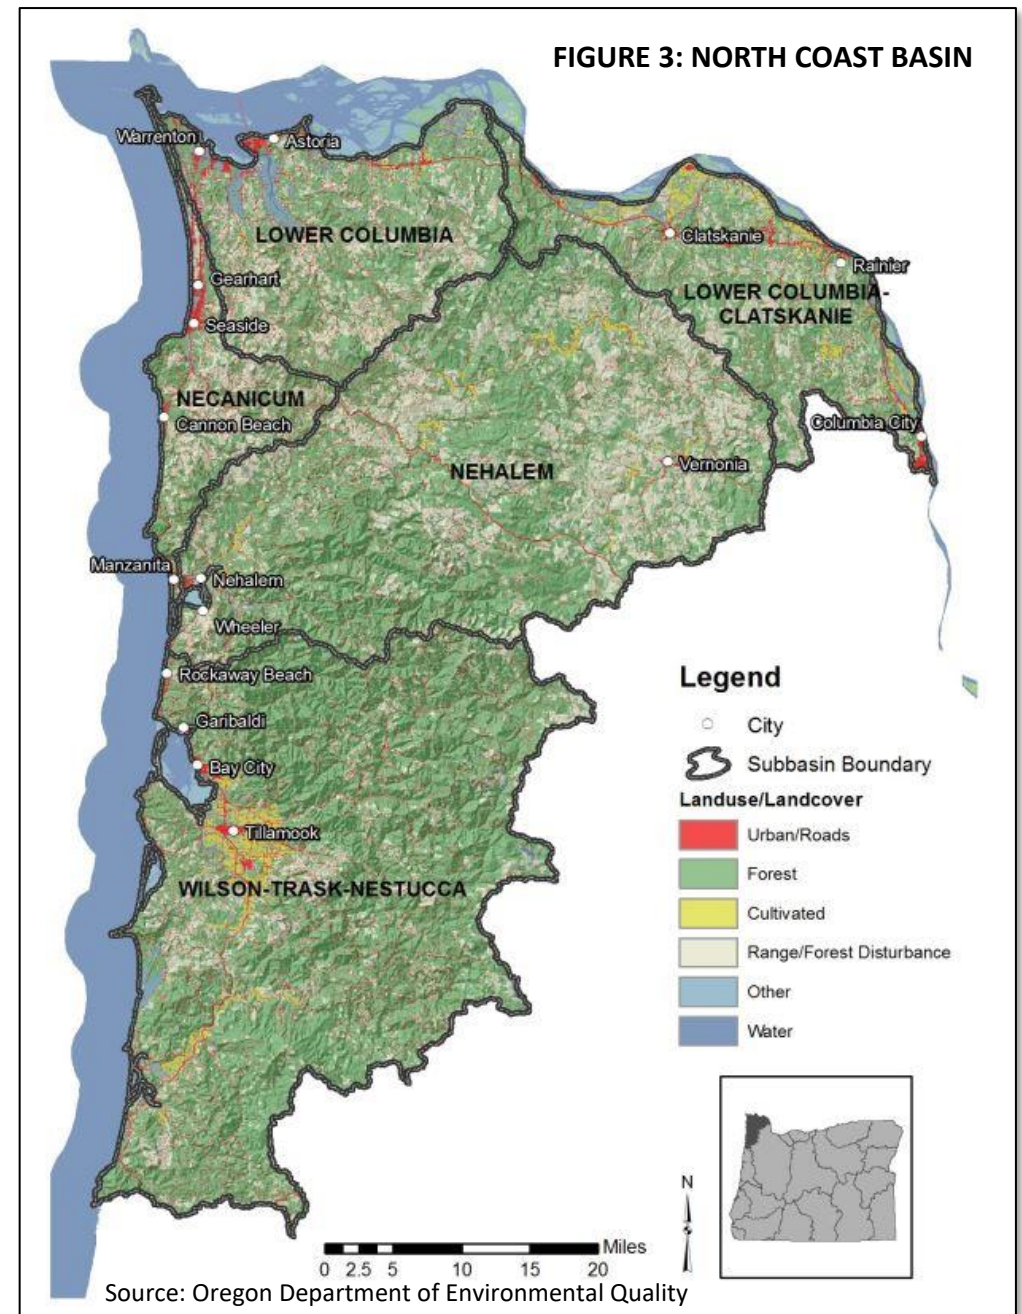 FIGURE 3: NORTH COAST BASIN
Warrenton
Astoria
LOWER COLUMBIA
Clatskanie
Rainier
Gearhart
LOWER COLUMBIA-
CLATSKANIE
Seaside
NECANICUM
Cannon Beach
Columbia City
NEHALEM
Vernonia
Manzanita
Nehalem
Wheeler
Rockaway Beach
Garibaldi
Bay City
Tillamook
WILSON-TRASK-NESTUCCA
Legend
City
Subbasin Boundary
Landuse/Landcover
Urban/Roads
Forest
Cultivated
Range/Forest Disturbance
Other
Water
N
Miles
0 2.5 5 10 15 20
Source: Oregon Department of Environmental Quality